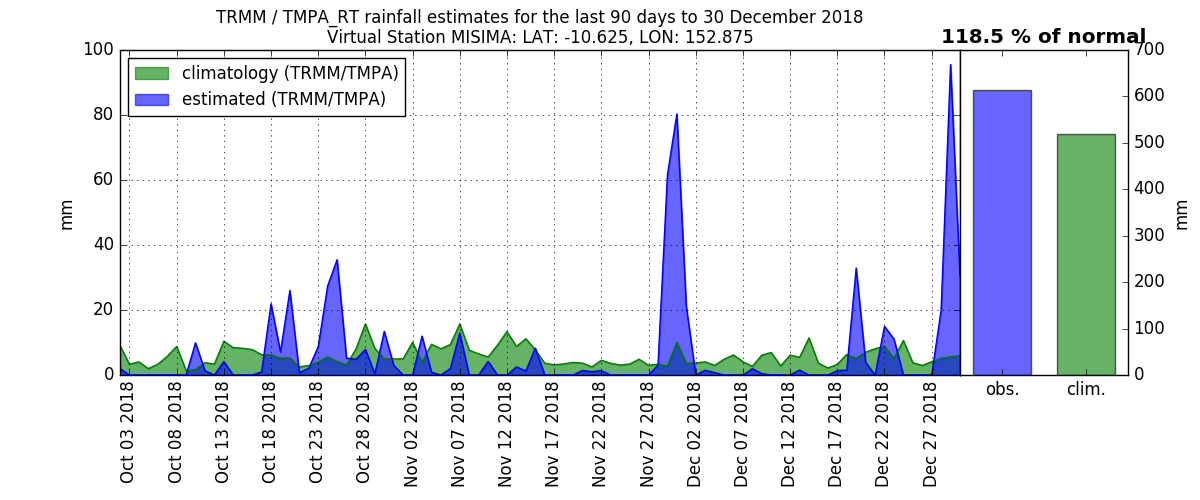 TRMM / TMPA_RT rainfall estimates for the last 90 days to 30 December 2018
Virtual Station MISIMA: LAT: -10.625, LON: 152.875
118.5 % of normal
climatology (TRMM/TMPA)
estimated (TRMM/TMPA)
mm
100
80
60
40
20
0
700
600
500
400
300
200
100
0
mm
obs.
clim.
Oct 03 2018
Oct 08 2018
Oct 13 2018
Oct 18 2018
Oct 23 2018
Oct 28 2018
Nov 02 2018
Nov 07 2018
Nov 12 2018
Nov 17 2018
Nov 22 2018
Nov 27 2018
Dec 02 2018
Dec 07 2018
Dec 12 2018
Dec 17 2018
Dec 22 2018
Dec 27 2018